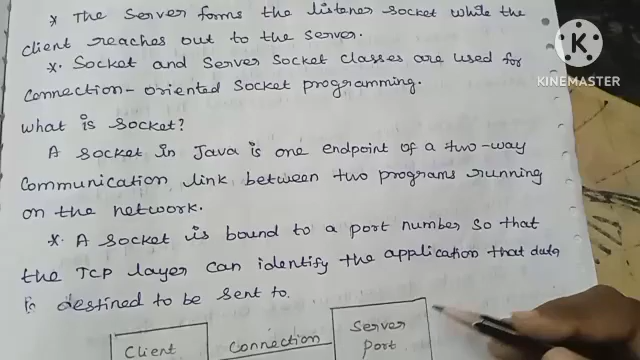 * The Server forms the listener socket while the
client reaches out to the server.
*. Socket and Server Socket classes are used for
connection-oriented socket programming.
What is Socket?
A Socket in Java is one endpoint of a two-way
communication link between two programs running
on the network.
*. A Socket is bound to a port number so that
the TCP layer can identify the application that data
is destined to be sent to.
Client
Connection
Server
Port
K
KINEMASTER